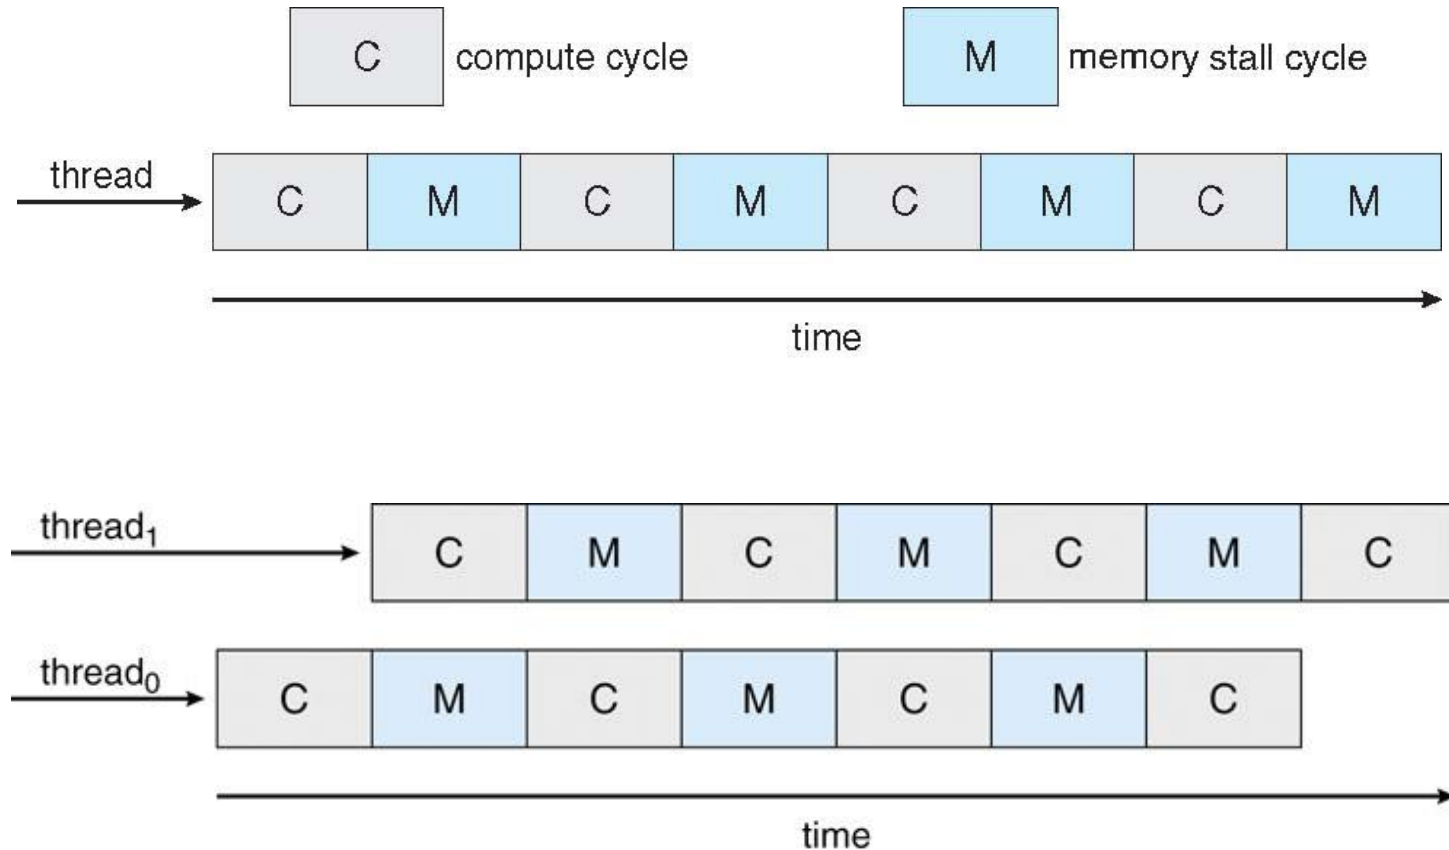 C compute cycle M memory stall cycle
thread
C M C M C M C M
time
thread₁
C M C M C M C
thread₀
C M C M C M C
time